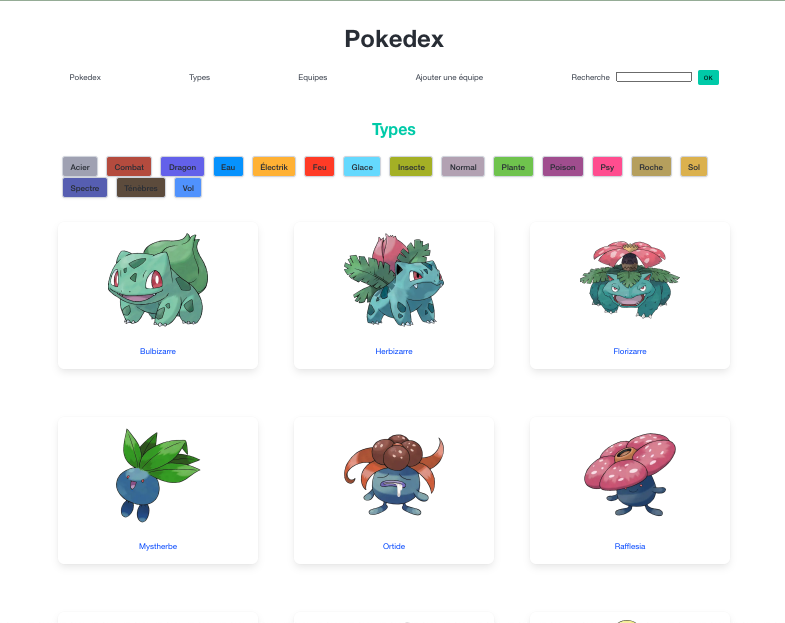 Pokedex
Pokedex Types Equipes Ajouter une équipe Recherche OK
Types
Acier Combat Dragon Eau Électrik Feu Glace Insecte Normal Plante Poison Psy Roche Sol
Spectre Ténèbres Vol
Bulbizarre Herbizarre Florizarre
Mystherbe Ortide Rafflesia